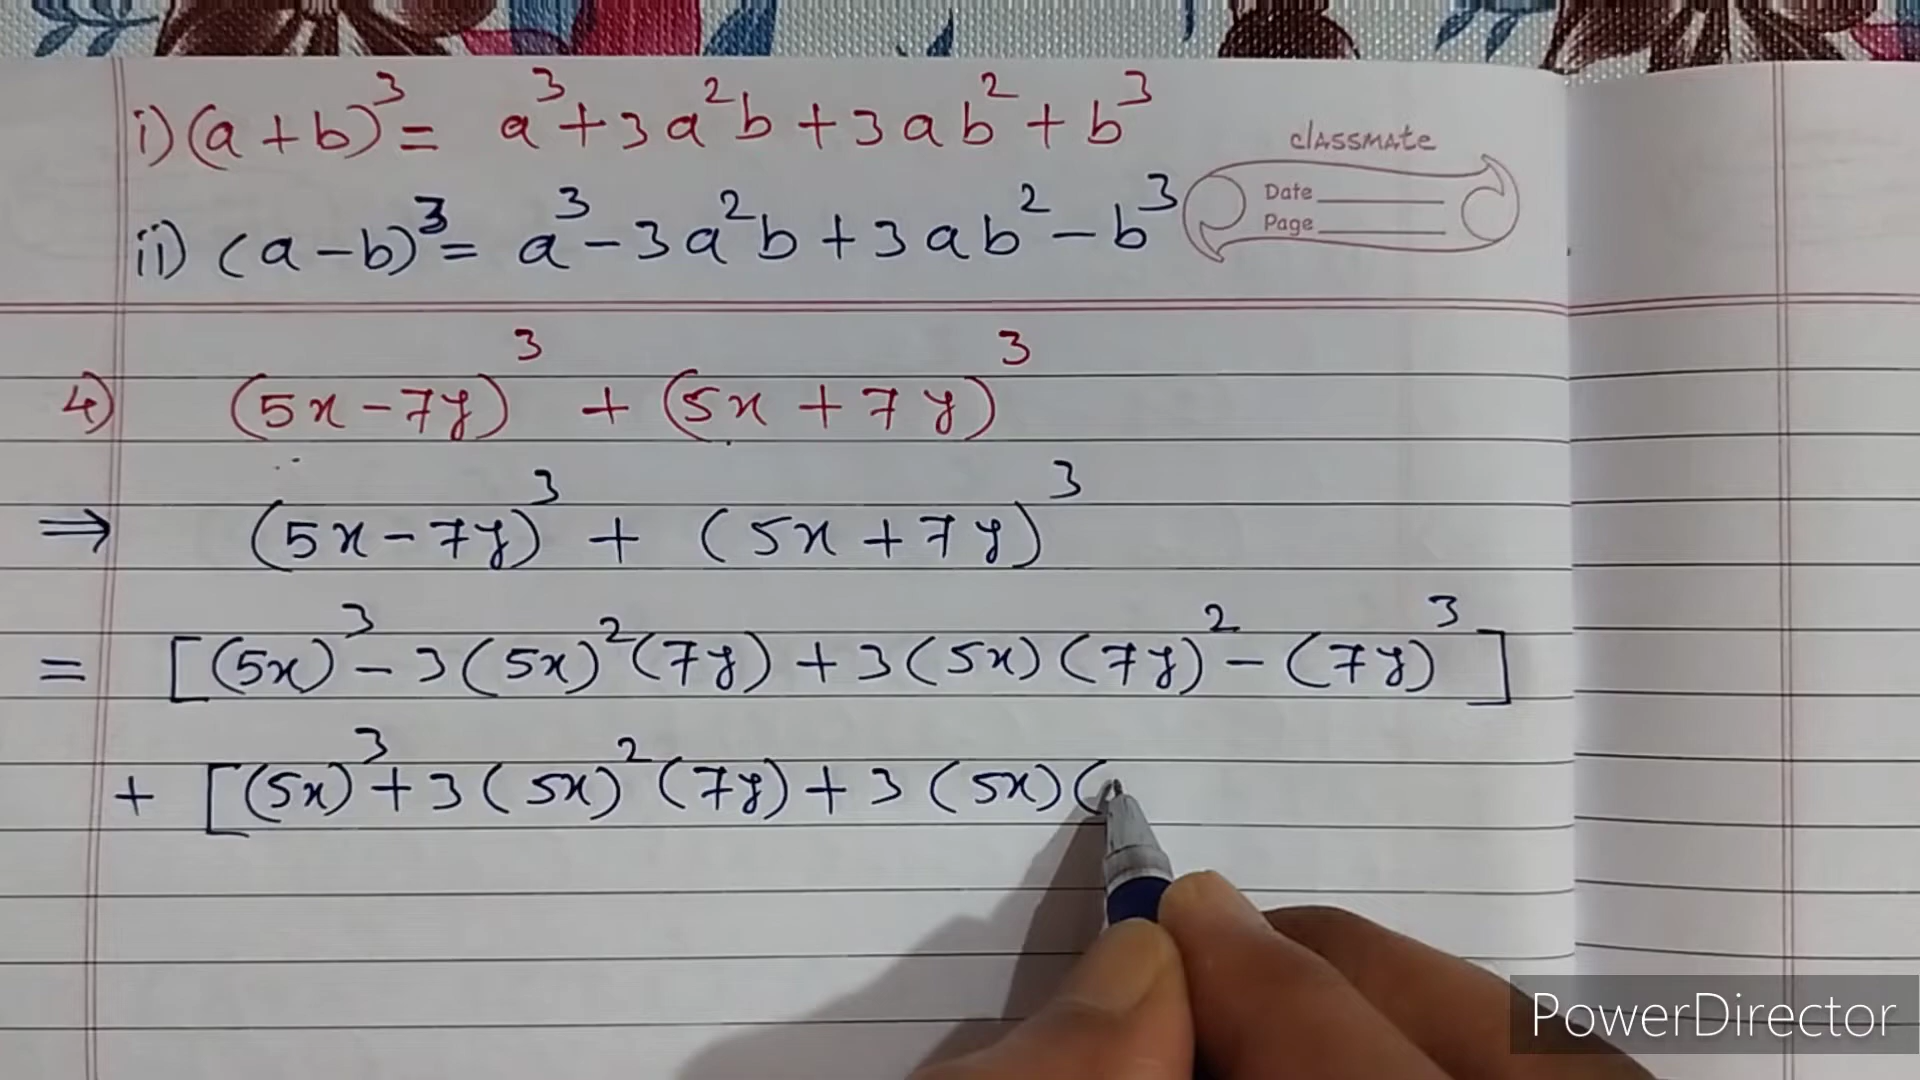 i) (a+b)³ = a³ + 3a²b + 3ab² + b³
classmate
Date
Page
ii) (a-b)³ = a³ - 3a²b + 3ab² - b³
4) (5x-7y)³ + (5x+7y)³
⇒ (5x-7y)³ + (5x+7y)³
= [(5x)³ - 3(5x)²(7y) + 3(5x)(7y)² - (7y)³]
+ [(5x)³ + 3(5x)²(7y) + 3(5x)(
PowerDirector